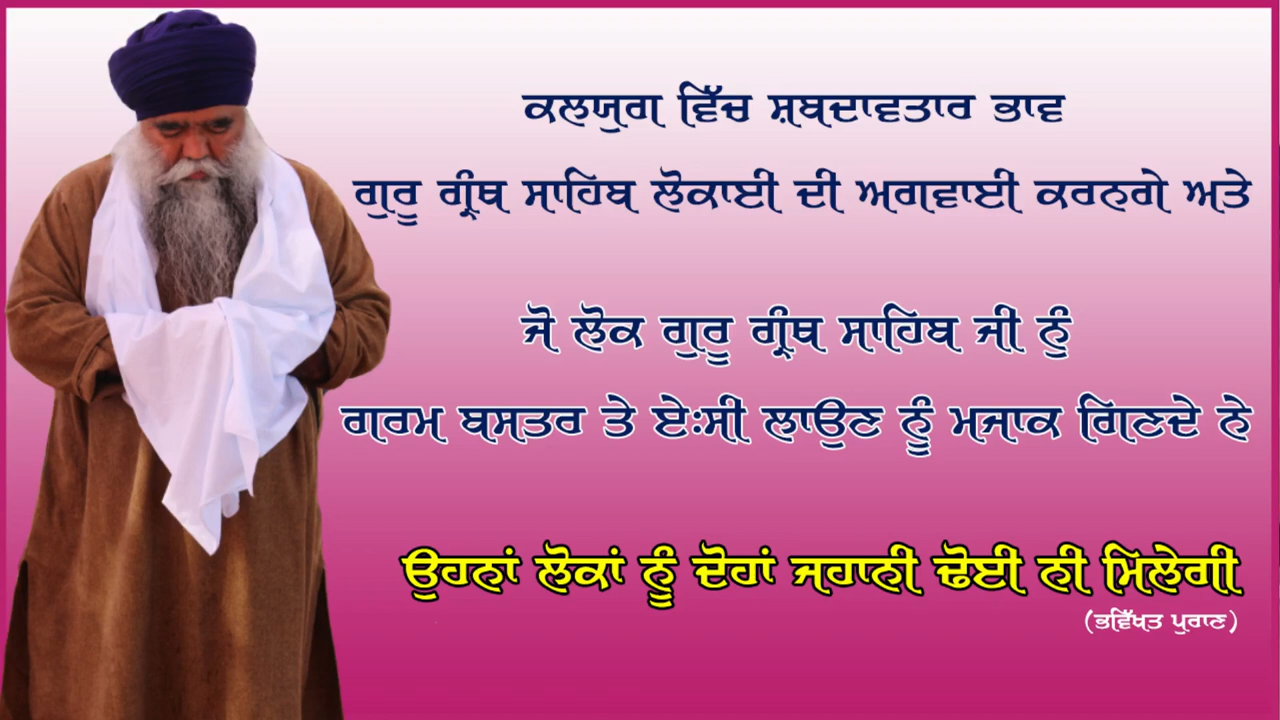 ਕਲਯੁਗ ਵਿੱਚ ਸ਼ਬਦਾਵਤਾਰ ਭਾਵ
ਗੁਰੂ ਗ੍ਰੰਥ ਸਾਹਿਬ ਲੋਕਾਈ ਦੀ ਅਗਵਾਈ ਕਰਨਗੇ ਅਤੇ
ਜੋ ਲੋਕ ਗੁਰੂ ਗ੍ਰੰਥ ਸਾਹਿਬ ਜੀ ਨੂੰ
ਗਰਮ ਬਸਤਰ ਤੇ ਏਃਸੀ ਲਾਉਣ ਨੂੰ ਮਜਾਕ ਗਿਣਦੇ ਨੇ
ਉਹਨਾਂ ਲੋਕਾਂ ਨੂੰ ਦੋਹਾਂ ਜਹਾਨੀ ਢੋਈ ਨੀ ਮਿਲੇਗੀ
(ਭਵਿੱਖਤ ਪੁਰਾਣ)